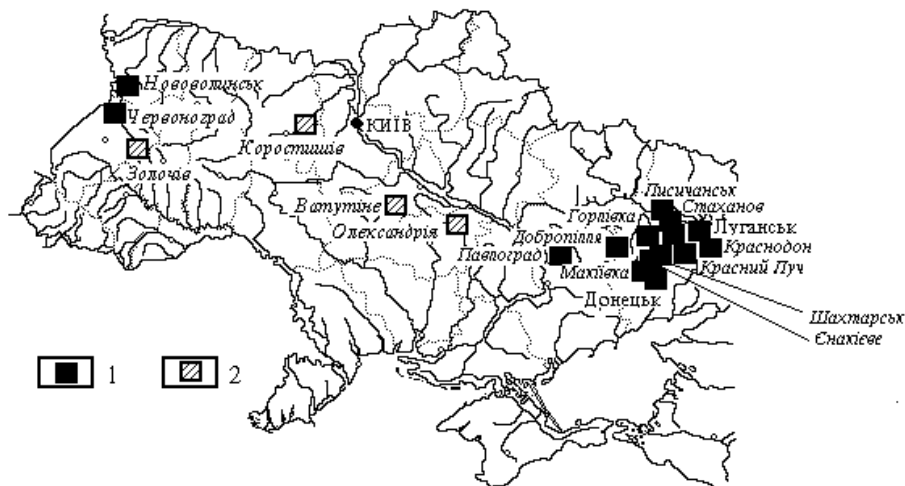 Нововолинськ
Червоноград
Золочів
Коростишів
КИЇВ
Ватутіне
Олександрія
Павлоград
Добропілля
Горлівка
Лисичанськ
Стаханов
Луганськ
Краснодон
Красний Луч
Макіївка
Донецьк
Шахтарськ
Єнакієве
1
2